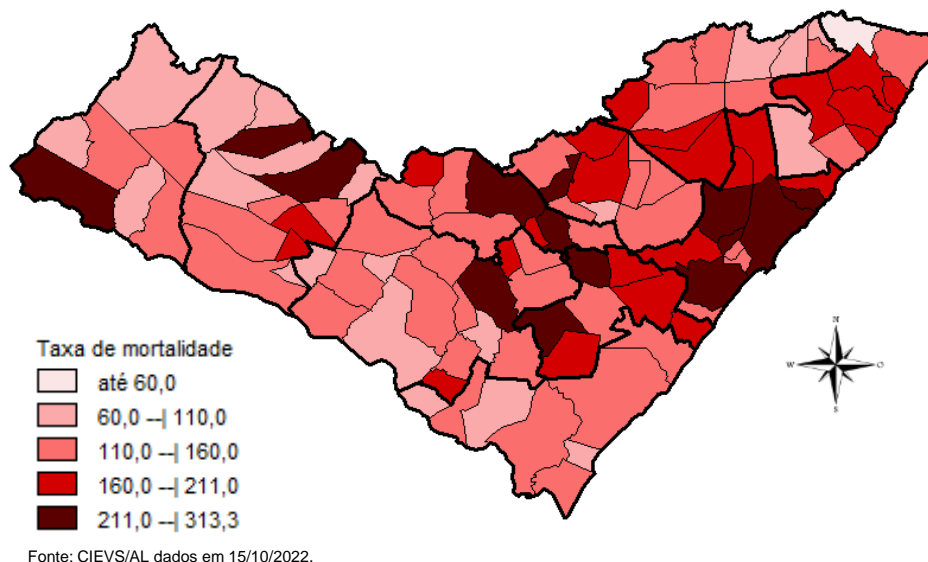 Taxa de mortalidade
até 60,0
60,0 --| 110,0
110,0 --| 160,0
160,0 --| 211,0
211,0 --| 313,3
N
W
O
S
Fonte: CIEVS/AL dados em 15/10/2022.